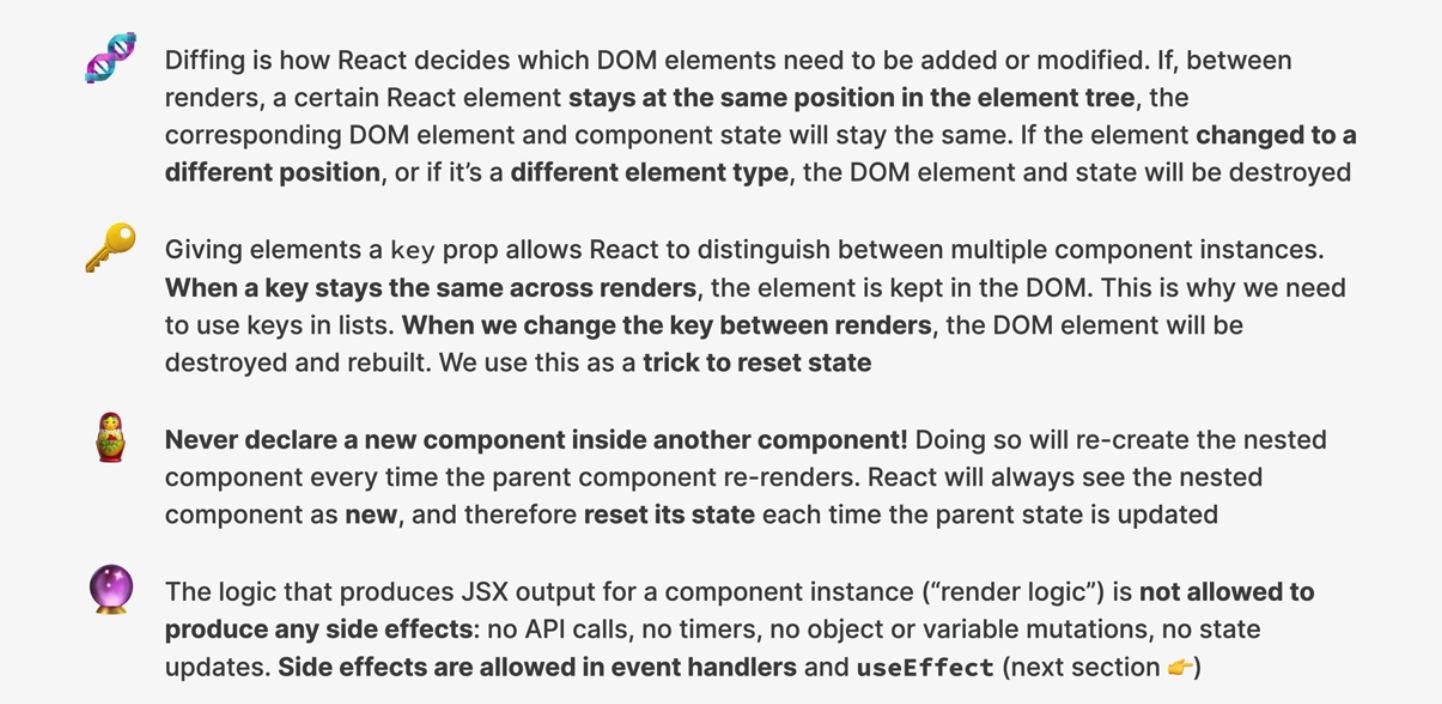 Diffing is how React decides which DOM elements need to be added or modified. If, between
renders, a certain React element stays at the same position in the element tree, the
corresponding DOM element and component state will stay the same. If the element changed to a
different position, or if it’s a different element type, the DOM element and state will be destroyed
Giving elements a key prop allows React to distinguish between multiple component instances.
When a key stays the same across renders, the element is kept in the DOM. This is why we need
to use keys in lists. When we change the key between renders, the DOM element will be
destroyed and rebuilt. We use this as a trick to reset state
Never declare a new component inside another component! Doing so will re-create the nested
component every time the parent component re-renders. React will always see the nested
component as new, and therefore reset its state each time the parent state is updated
The logic that produces JSX output for a component instance (“render logic”) is not allowed to
produce any side effects: no API calls, no timers, no object or variable mutations, no state
updates. Side effects are allowed in event handlers and useEffect (next section 👉)